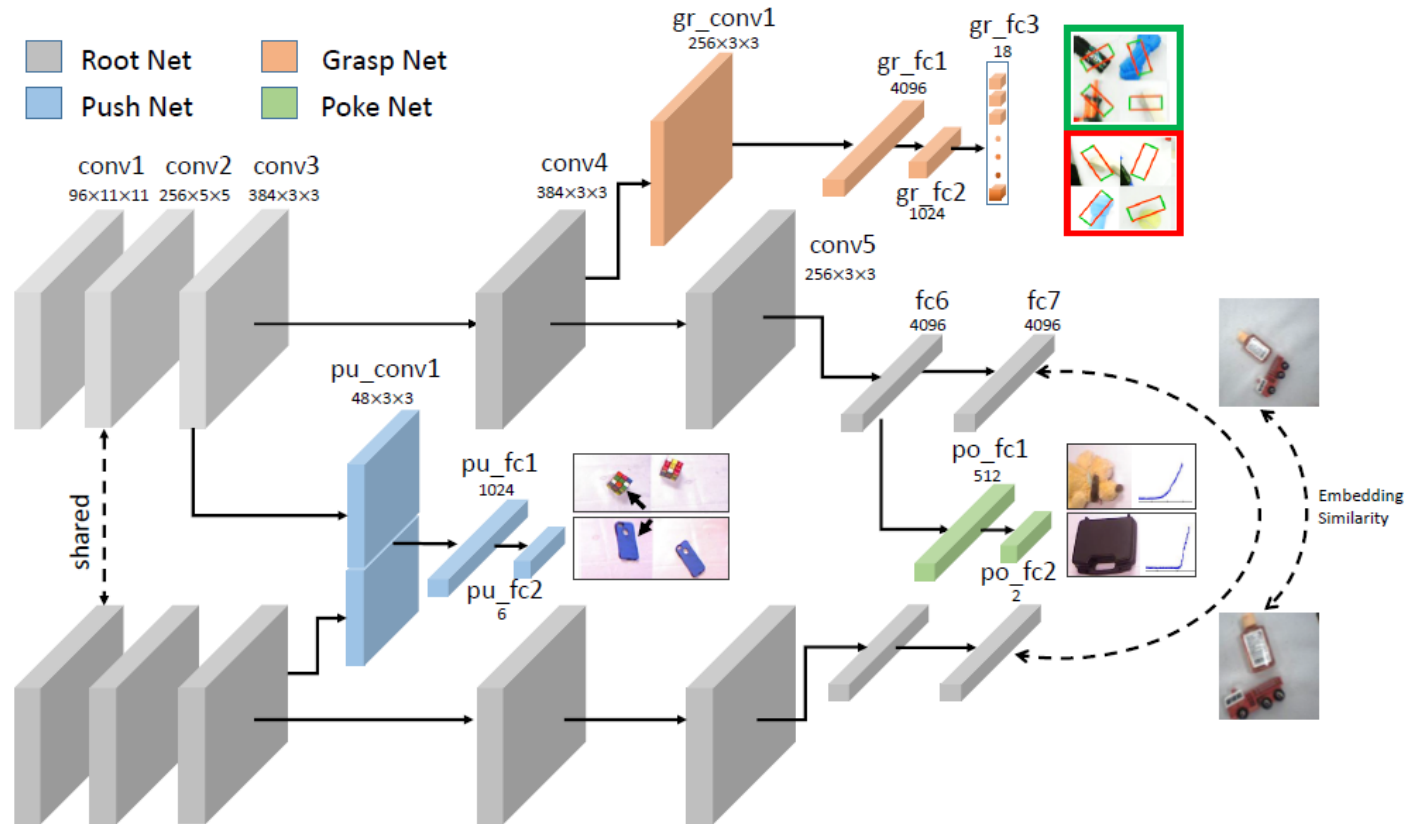 Root Net
Grasp Net
Push Net
Poke Net
gr_conv1
256×3×3
gr_fc3
18
gr_fc1
4096
gr_fc2
1024
conv1
96×11×11
conv2
256×5×5
conv3
384×3×3
conv4
384×3×3
conv5
256×3×3
fc6
4096
fc7
4096
pu_conv1
48×3×3
pu_fc1
1024
pu_fc2
6
po_fc1
512
po_fc2
2
shared
Embedding
Similarity